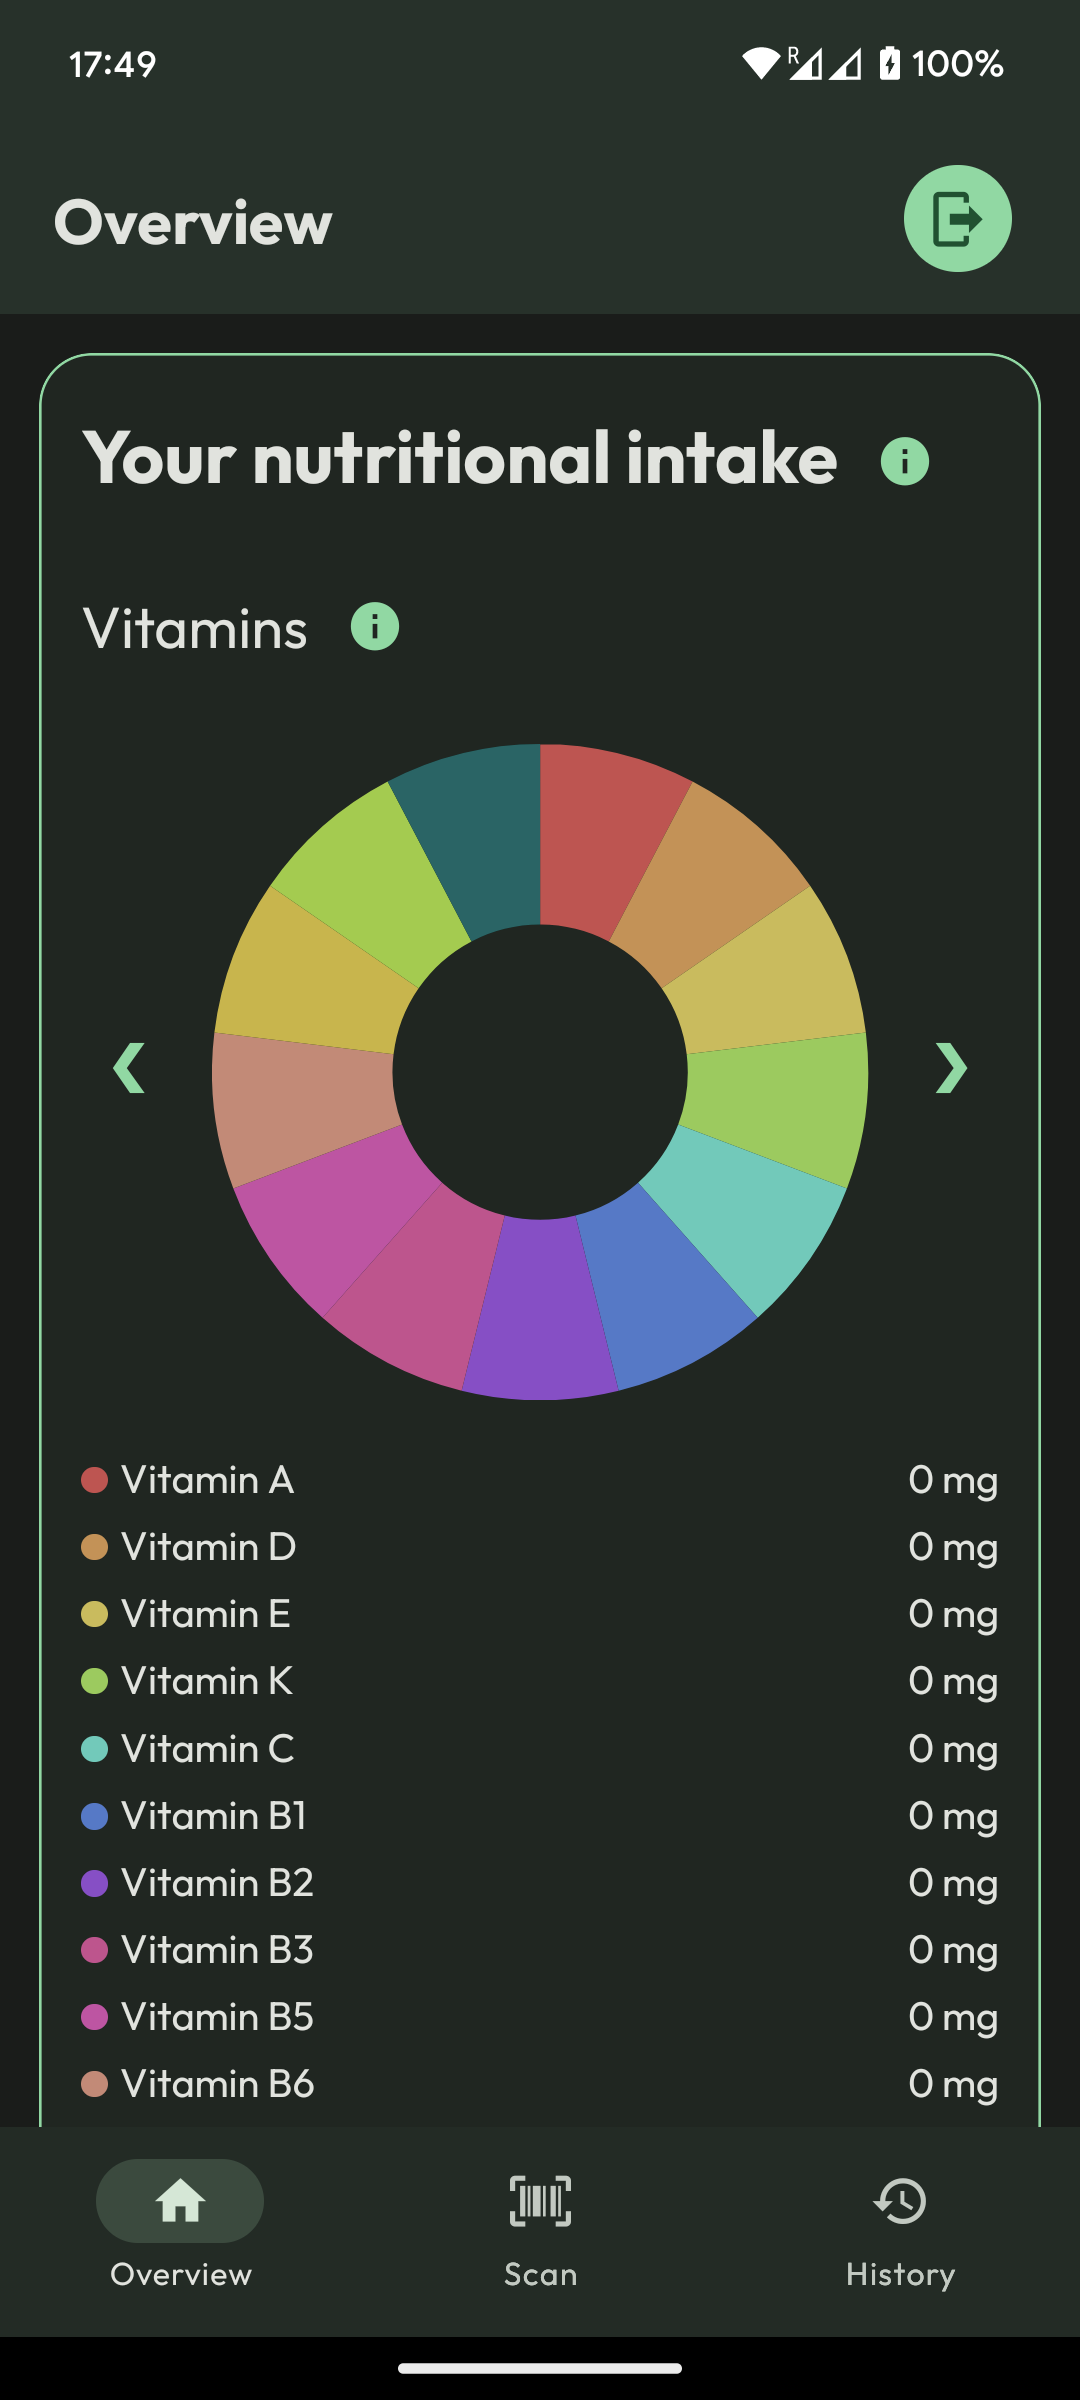 17:49
R 100%
Overview
Your nutritional intake i
Vitamins i
Vitamin A 0 mg
Vitamin D 0 mg
Vitamin E 0 mg
Vitamin K 0 mg
Vitamin C 0 mg
Vitamin B1 0 mg
Vitamin B2 0 mg
Vitamin B3 0 mg
Vitamin B5 0 mg
Vitamin B6 0 mg
Overview Scan History